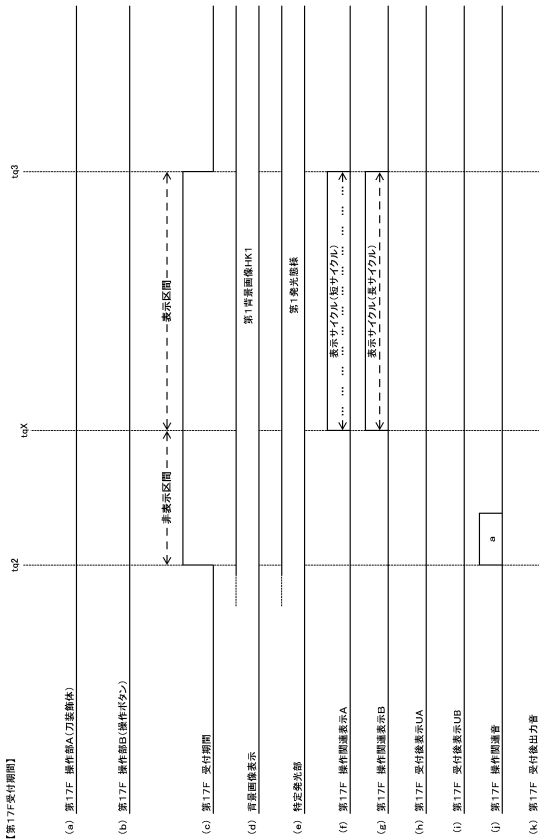 【第17F受付期間】
tq2
tqX
tq3
(a) 第17F 操作部A(刀装飾体)
(b) 第17F 操作部B(操作ボタン)
非表示区間
表示区間
(c) 第17F 受付期間
(d) 背景画像表示
第1背景画像HK1
(e) 特定発光部
第1発光態様
(f) 第17F 操作関連表示A
表示サイクル(短サイクル)
… … … … … … … …
(g) 第17F 操作関連表示B
表示サイクル(長サイクル)
(h) 第17F 受付後表示UA
(i) 第17F 受付後表示UB
(j) 第17F 操作関連音
a
(k) 第17F 受付後出力音